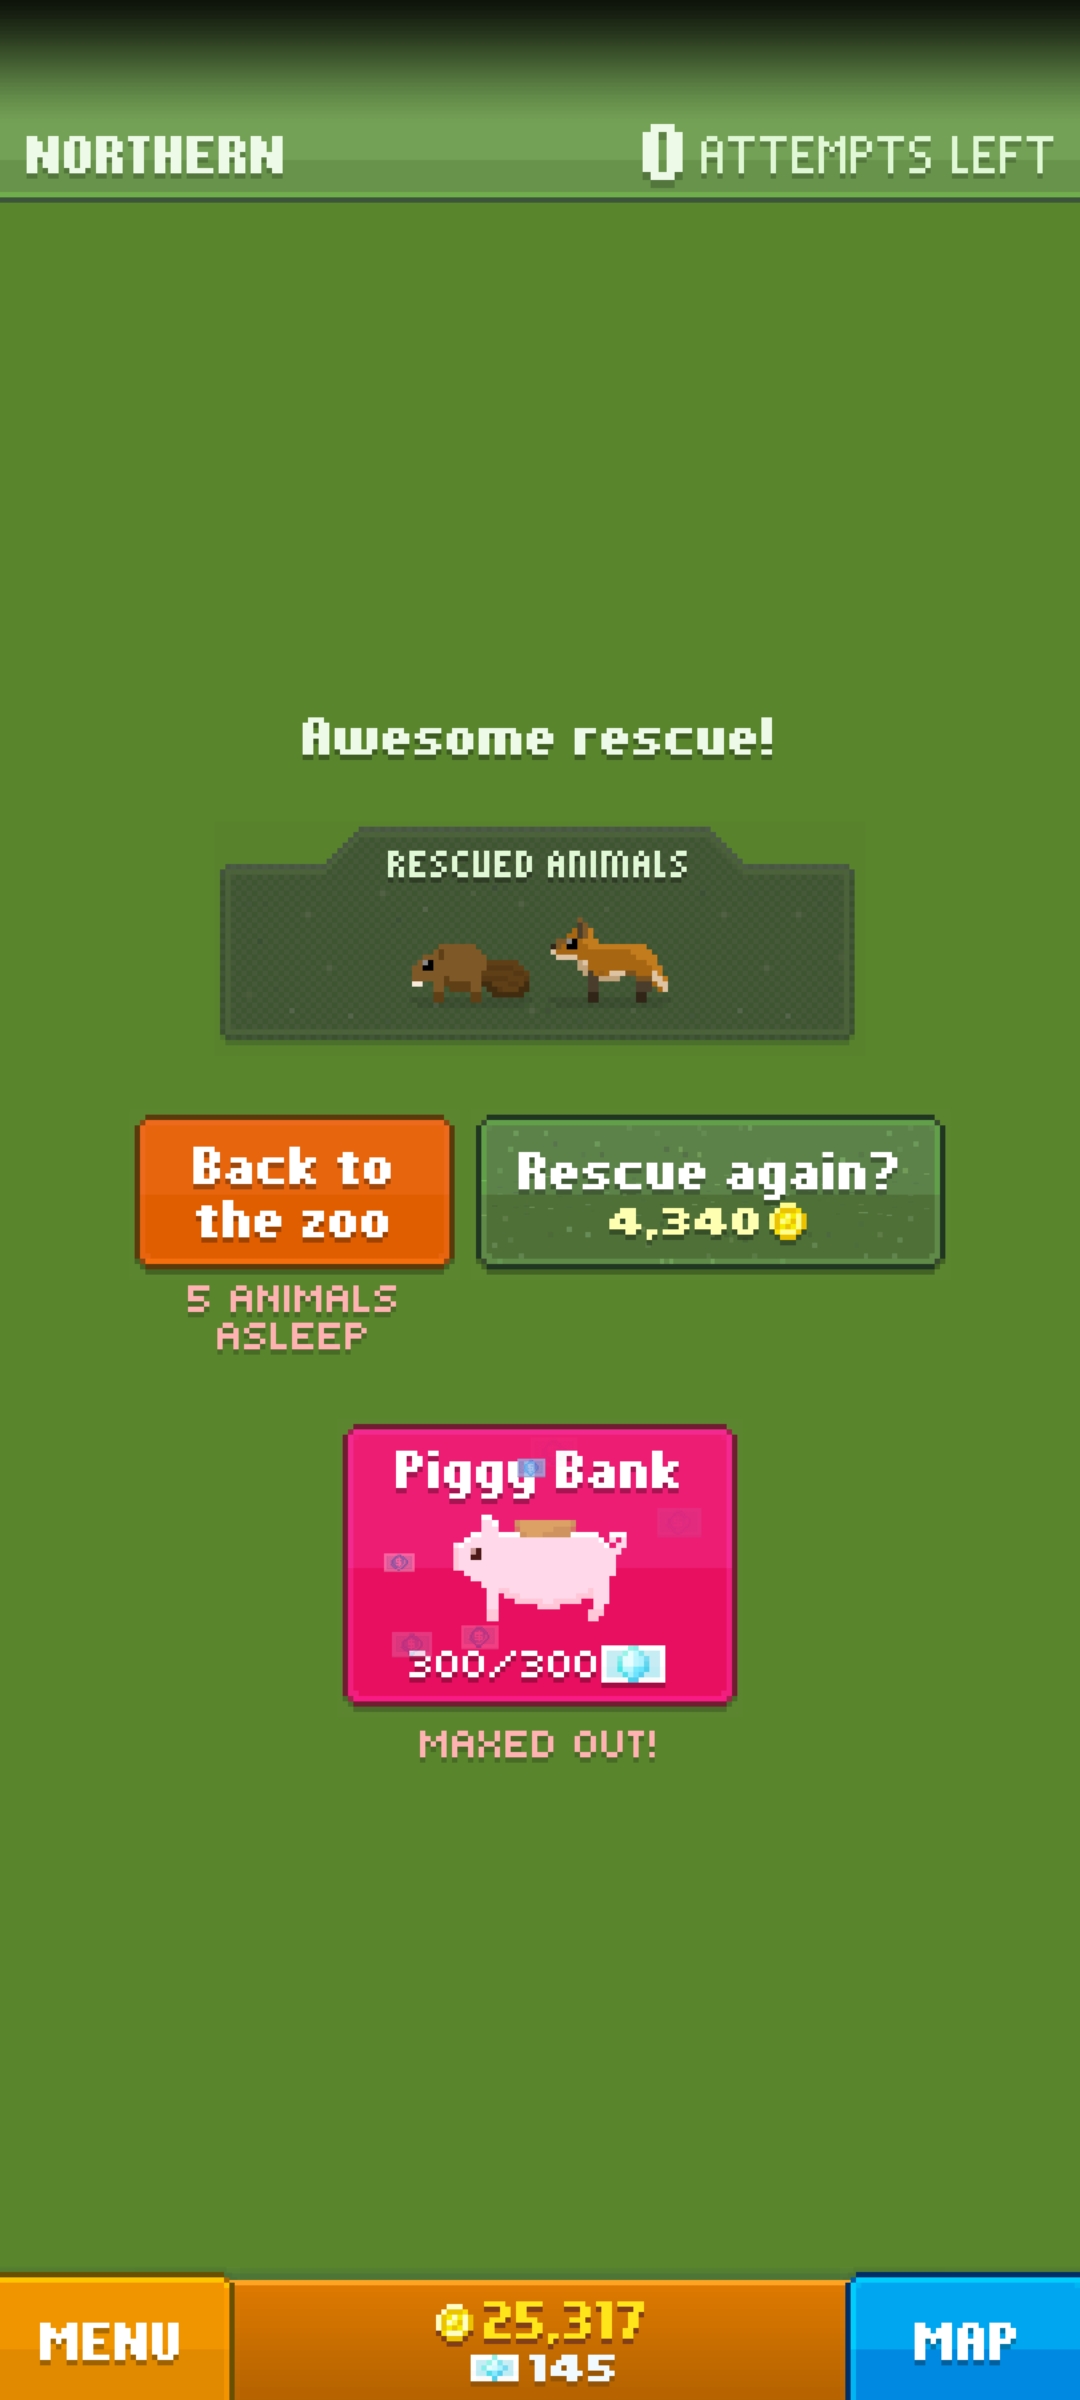 NORTHERN
0 ATTEMPTS LEFT
Awesome rescue!
RESCUED ANIMALS
Back to
the zoo
Rescue again?
4,340
5 ANIMALS
ASLEEP
Piggy Bank
300/300
MAXED OUT!
MENU
25,317
145
MAP